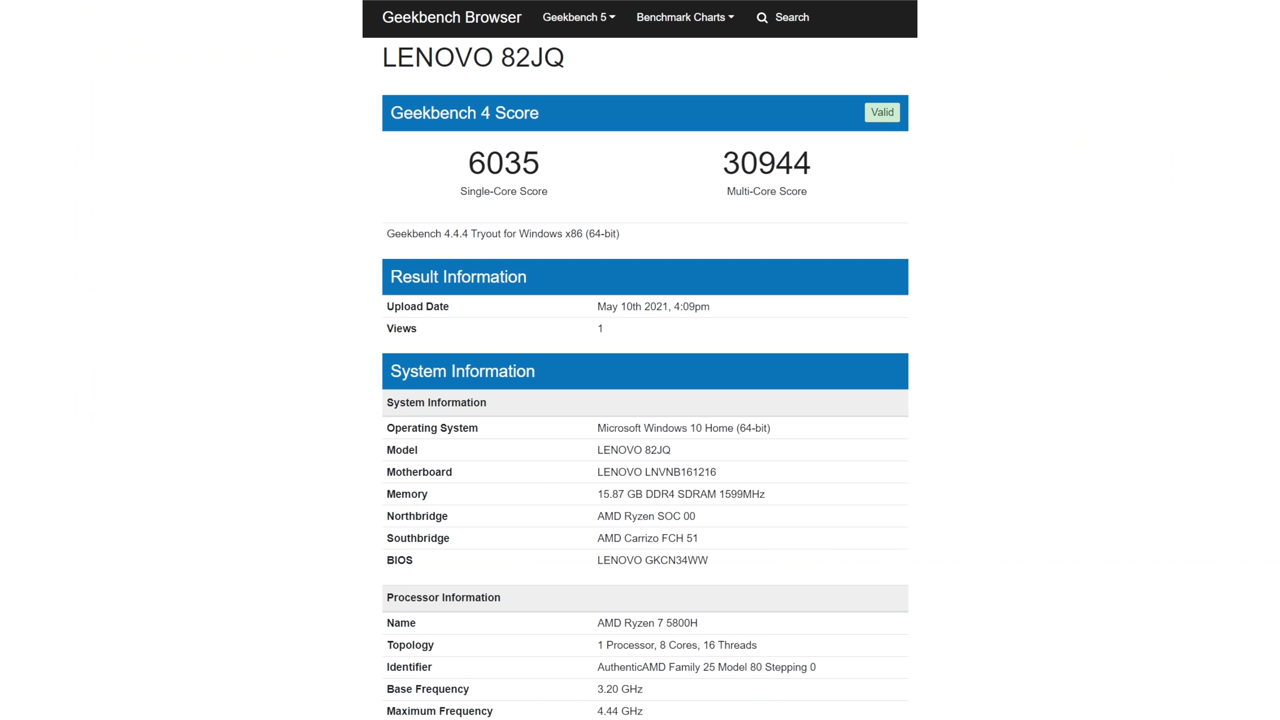 Geekbench Browser Geekbench 5 Benchmark Charts Search
LENOVO 82JQ
Geekbench 4 Score Valid
6035 30944
Single-Core Score Multi-Core Score
Geekbench 4.4.4 Tryout for Windows x86 (64-bit)
Result Information
Upload Date May 10th 2021, 4:09pm
Views 1
System Information
System Information
Operating System Microsoft Windows 10 Home (64-bit)
Model LENOVO 82JQ
Motherboard LENOVO LNVNB161216
Memory 15.87 GB DDR4 SDRAM 1599MHz
Northbridge AMD Ryzen SOC 00
Southbridge AMD Carrizo FCH 51
BIOS LENOVO GKCN34WW
Processor Information
Name AMD Ryzen 7 5800H
Topology 1 Processor, 8 Cores, 16 Threads
Identifier AuthenticAMD Family 25 Model 80 Stepping 0
Base Frequency 3.20 GHz
Maximum Frequency 4.44 GHz